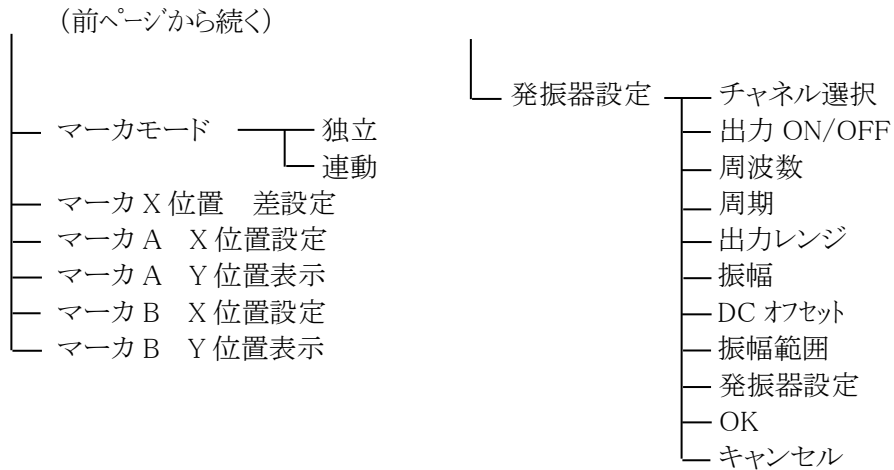 (前ページから続く)
マーカモード
独立
連動
マーカ X 位置　差設定
マーカ A　X 位置設定
マーカ A　Y 位置表示
マーカ B　X 位置設定
マーカ B　Y 位置表示
発振器設定
チャネル選択
出力 ON/OFF
周波数
周期
出力レンジ
振幅
DC ｵﾌｾｯﾄ
振幅範囲
発振器設定
OK
キャンセル